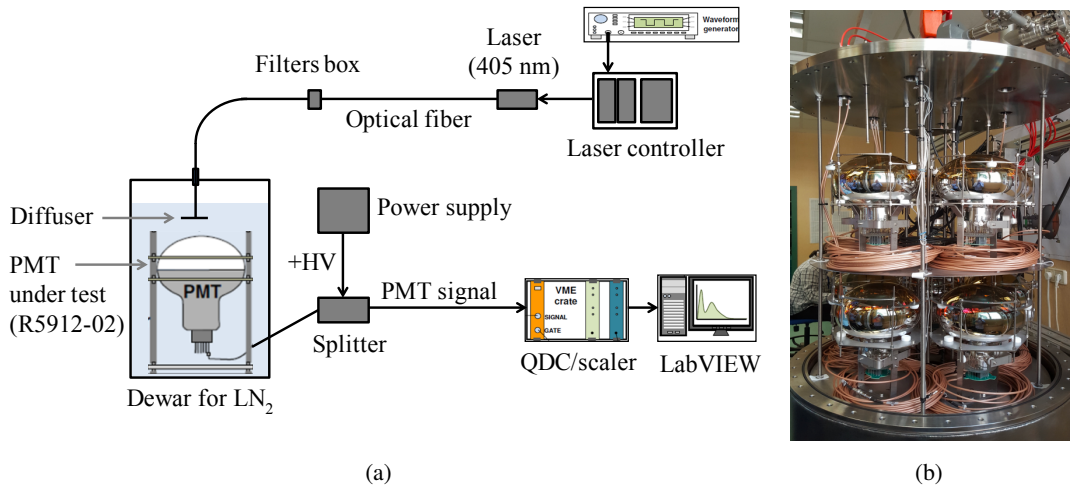 Waveform
generator
Laser
(405 nm)
Filters box
Optical fiber
Laser controller
Diffuser
Power supply
PMT
under test
(R5912-02)
PMT
+HV
PMT signal
VME
crate
SIGNAL
GATE
Splitter
QDC/scaler
LabVIEW
Dewar for LN2
(a)
(b)